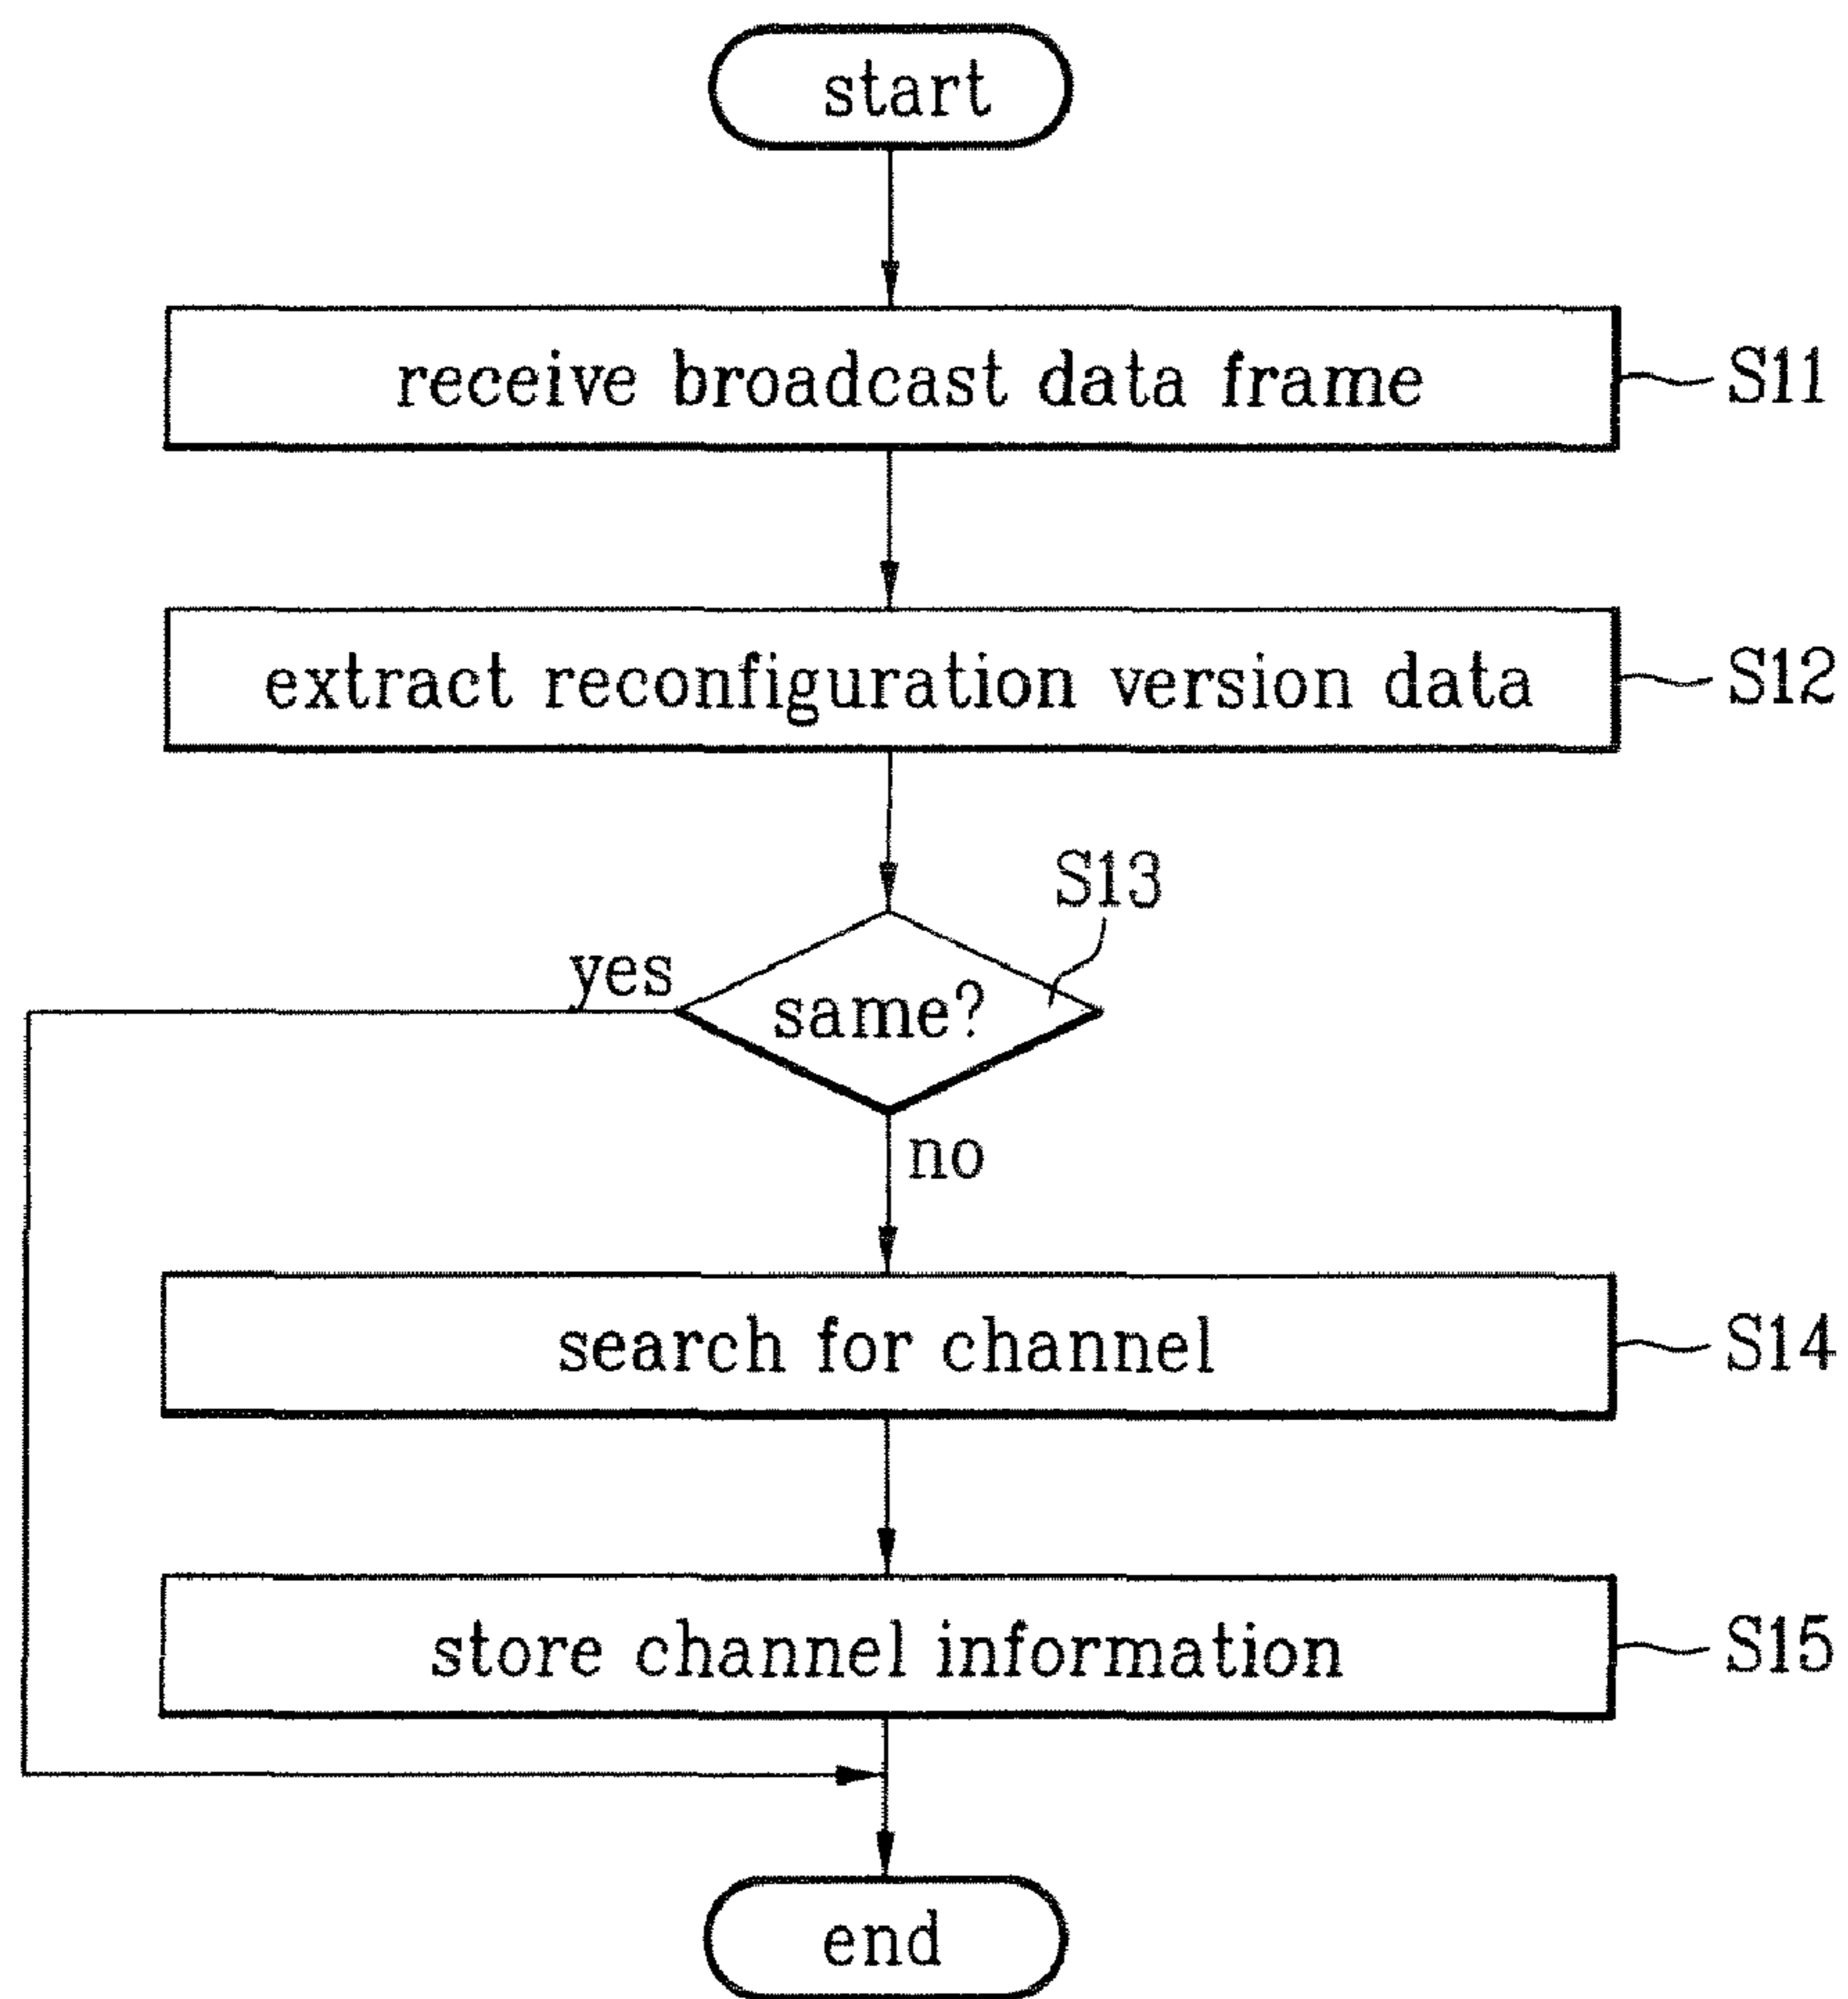 start
receive broadcast data frame
S11
extract reconfiguration version data
S12
S13
yes
same?
no
search for channel
S14
store channel information
S15
end